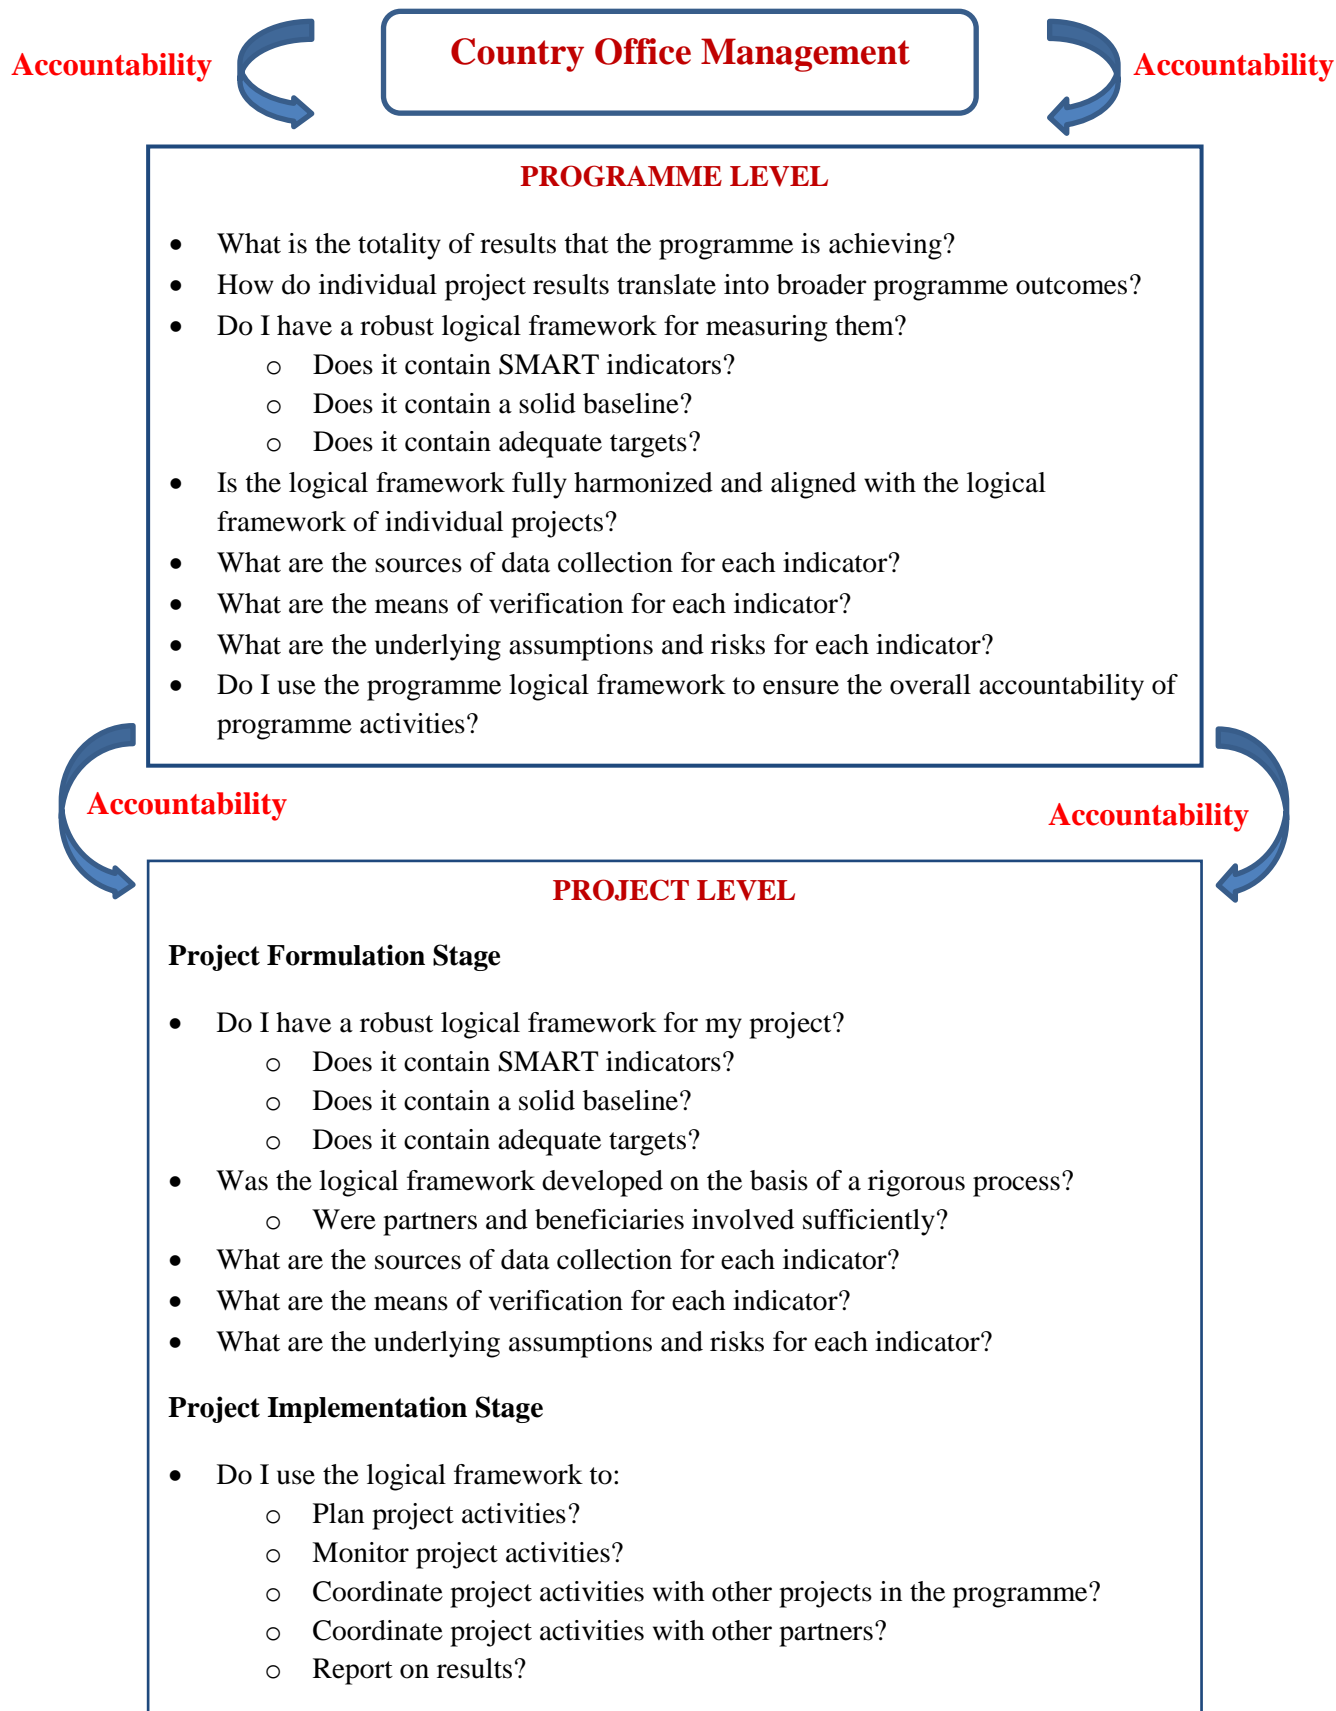 Country Office Management
Accountability
Accountability
PROGRAMME LEVEL
• What is the totality of results that the programme is achieving?
• How do individual project results translate into broader programme outcomes?
• Do I have a robust logical framework for measuring them?
o Does it contain SMART indicators?
o Does it contain a solid baseline?
o Does it contain adequate targets?
• Is the logical framework fully harmonized and aligned with the logical
framework of individual projects?
• What are the sources of data collection for each indicator?
• What are the means of verification for each indicator?
• What are the underlying assumptions and risks for each indicator?
• Do I use the programme logical framework to ensure the overall accountability of
programme activities?
Accountability
Accountability
PROJECT LEVEL
Project Formulation Stage
• Do I have a robust logical framework for my project?
o Does it contain SMART indicators?
o Does it contain a solid baseline?
o Does it contain adequate targets?
• Was the logical framework developed on the basis of a rigorous process?
o Were partners and beneficiaries involved sufficiently?
• What are the sources of data collection for each indicator?
• What are the means of verification for each indicator?
• What are the underlying assumptions and risks for each indicator?
Project Implementation Stage
• Do I use the logical framework to:
o Plan project activities?
o Monitor project activities?
o Coordinate project activities with other projects in the programme?
o Coordinate project activities with other partners?
o Report on results?